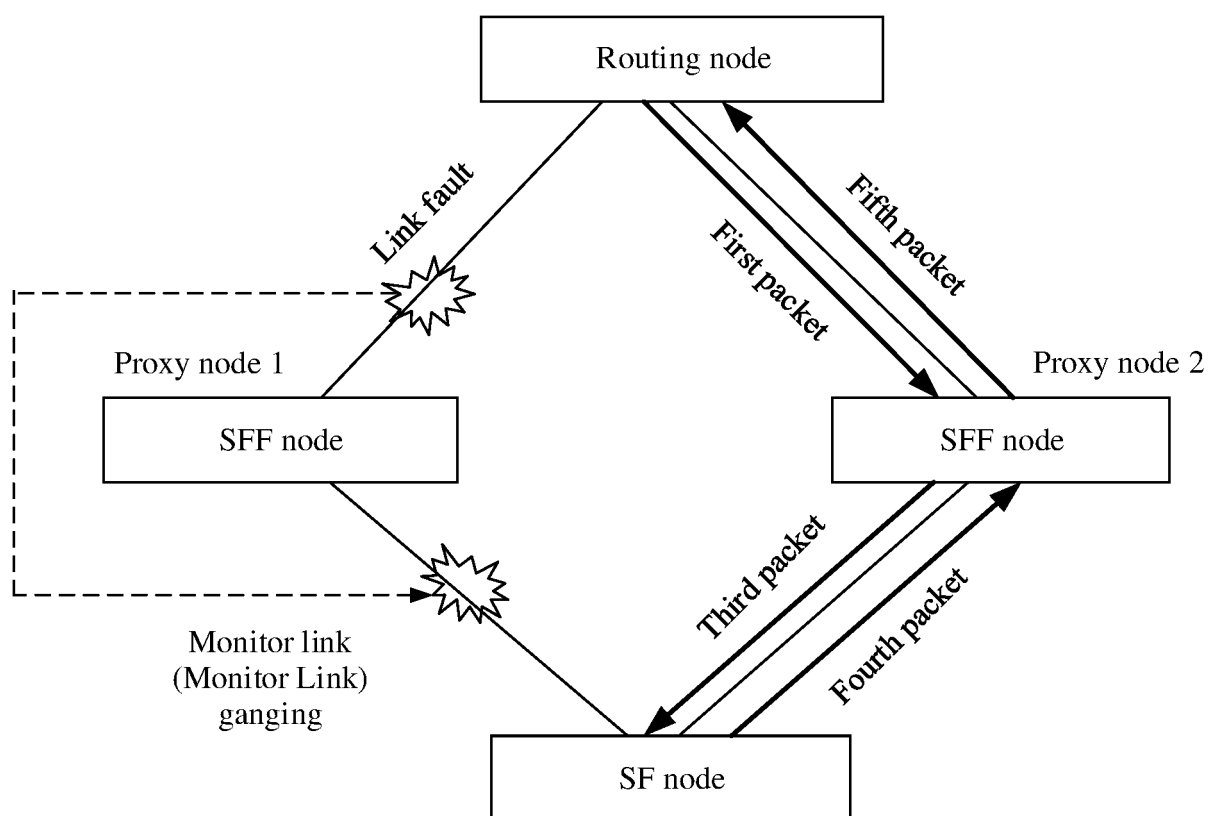 Routing node
Link fault
Fifth packet
First packet
Proxy node 1
Proxy node 2
SFF node
SFF node
Third packet
Fourth packet
Monitor link
(Monitor Link)
ganging
SF node